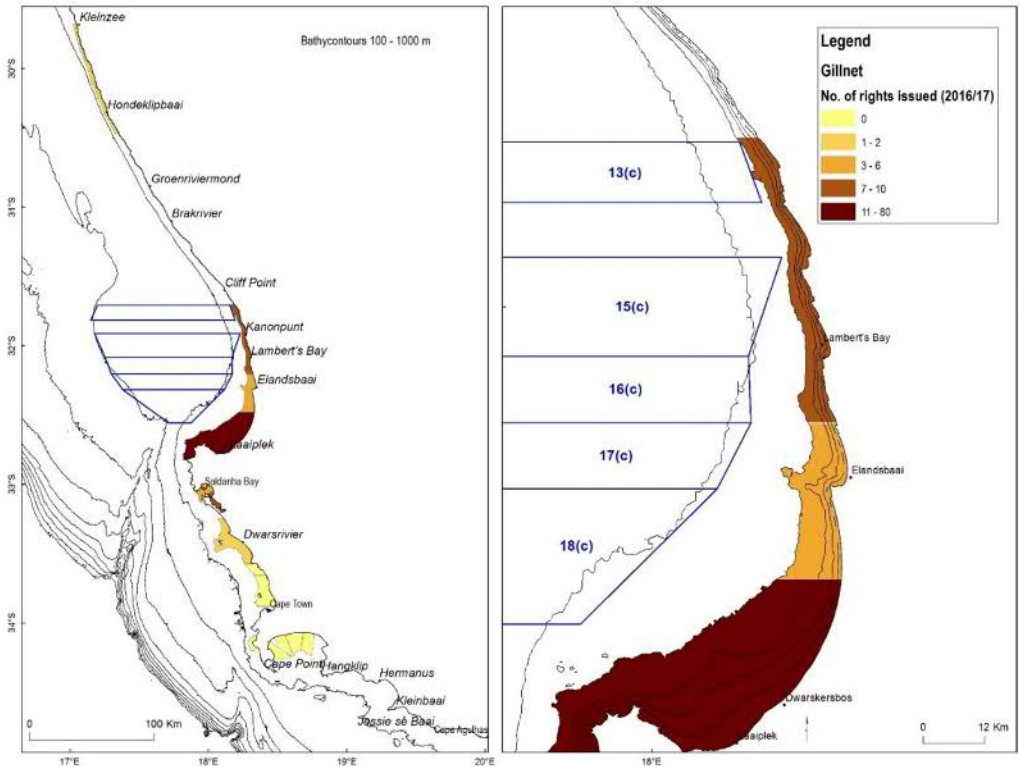 Kleinzee
Bathycontours 100 - 1000 m
30°S
Hondeklipbaai
Groenriviermond
31°S
Brakrivier
Cliff Point
Kanonpunt
32°S
Lambert's Bay
Elandsbaai
Laaiplek
33°S
Saldanha Bay
Dwarsrivier
Cape Town
34°S
Cape Point
Hangklip
Hermanus
Kleinbaai
Jossie sê Baai
Cape Agulhas
0
100 Km
17°E
18°E
19°E
20°E
Legend
Gillnet
No. of rights issued (2016/17)
0
1 - 2
3 - 6
7 - 10
11 - 80
13(c)
15(c)
Lambert's Bay
16(c)
17(c)
Elandsbaai
18(c)
Dwarskersbos
Laaiplek
0
12 Km
18°E